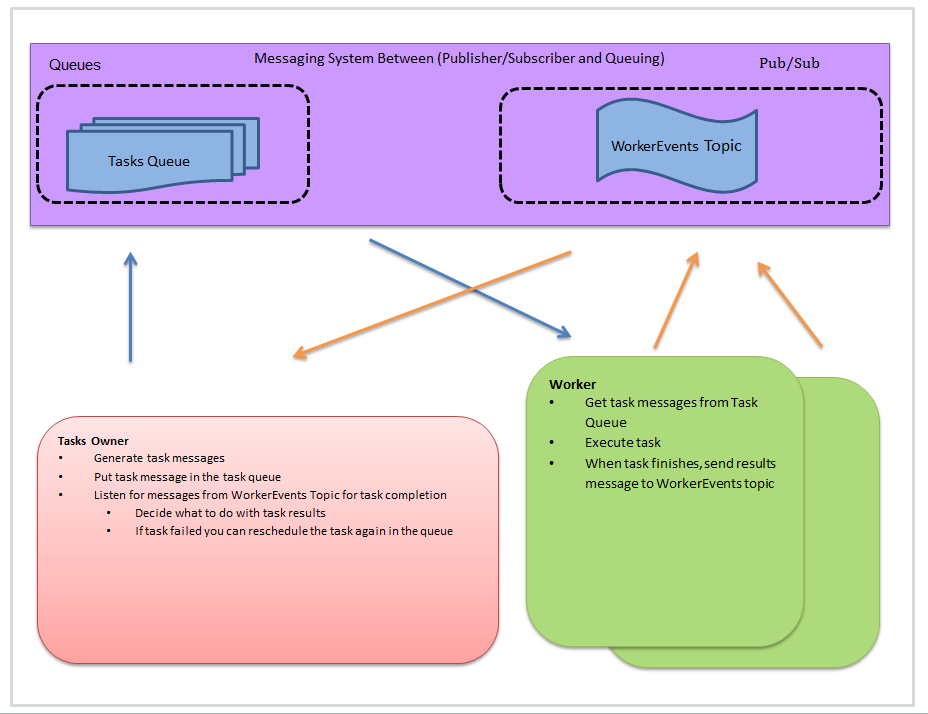 Messaging System Between (Publisher/Subscriber and Queuing)
Queues
Pub/Sub
Tasks Queue
WorkerEvents Topic
Tasks Owner
• Generate task messages
• Put task message in the task queue
• Listen for messages from WorkerEvents Topic for task completion
• Decide what to do with task results
• If task failed you can reschedule the task again in the queue
Worker
• Get task messages from Task
Queue
• Execute task
• When task finishes, send results
message to WorkerEvents topic